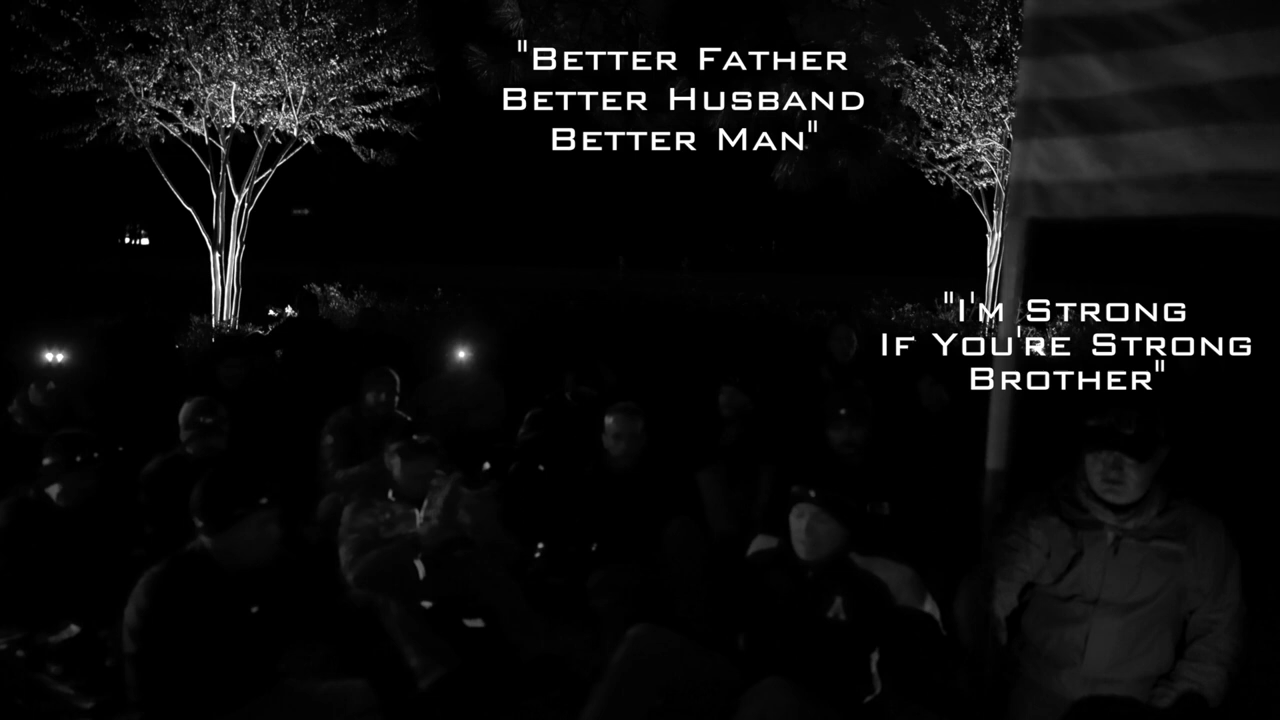 "Better Father
Better Husband
Better Man"
"I'm Strong
If You're Strong
Brother"